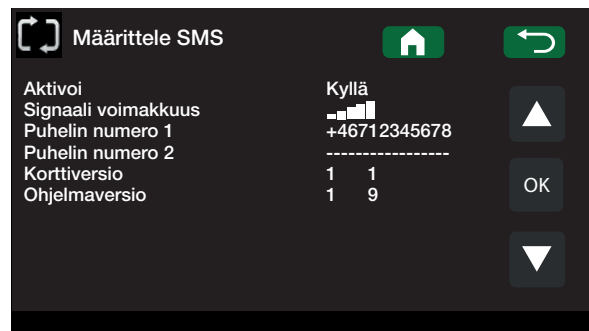 Määrittele SMS
Aktivoi Kyllä
Signaali voimakkuus
Puhelin numero 1 +46712345678
Puhelin numero 2 -----------------
Korttiversio 1 1
Ohjelmaversio 1 9
OK